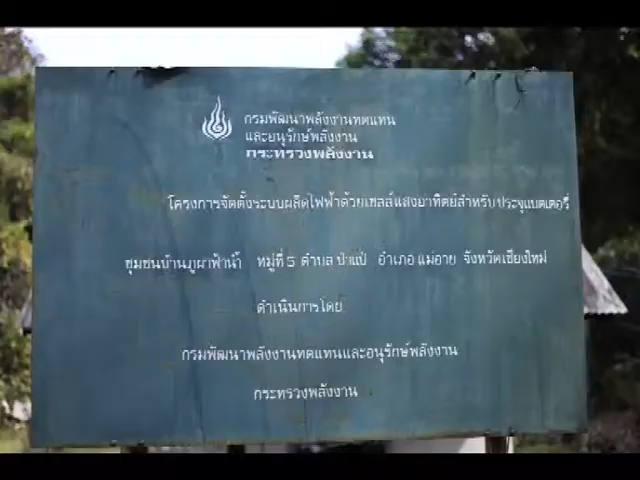 กรมพัฒนาพลังงานทดแทน
และอนุรักษ์พลังงาน
กระทรวงพลังงาน
โครงการจัดตั้งระบบผลิตไฟฟ้าด้วยเซลล์แสงอาทิตย์สำหรับประจุแบตเตอรี่
ชุมชนบ้านภูผาฟ้าน้ำ หมู่ที่ 5 ตำบล ป่าแป๋ อำเภอ แม่อาย จังหวัดเชียงใหม่
ดำเนินการโดย
กรมพัฒนาพลังงานทดแทนและอนุรักษ์พลังงาน
กระทรวงพลังงาน